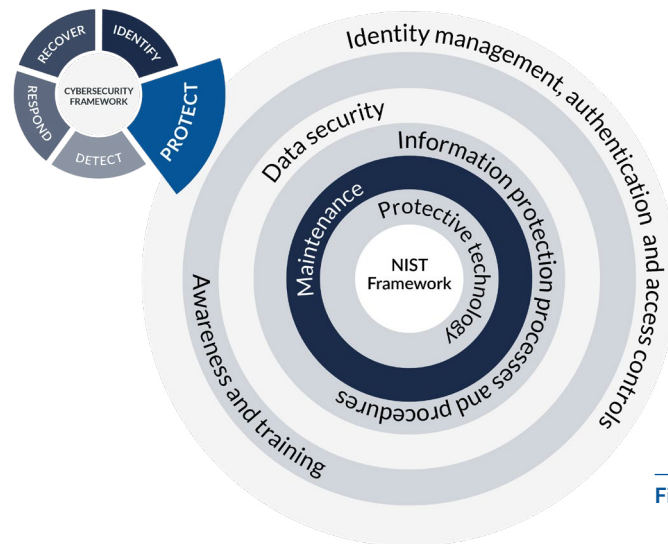 RECOVER
IDENTIFY
PROTECT
DETECT
RESPOND
CYBERSECURITY
FRAMEWORK
Identity management, authentication and access controls
Awareness and training
Data security
Information protection processes and procedures
Maintenance
Protective technology
NIST
Framework
Fi